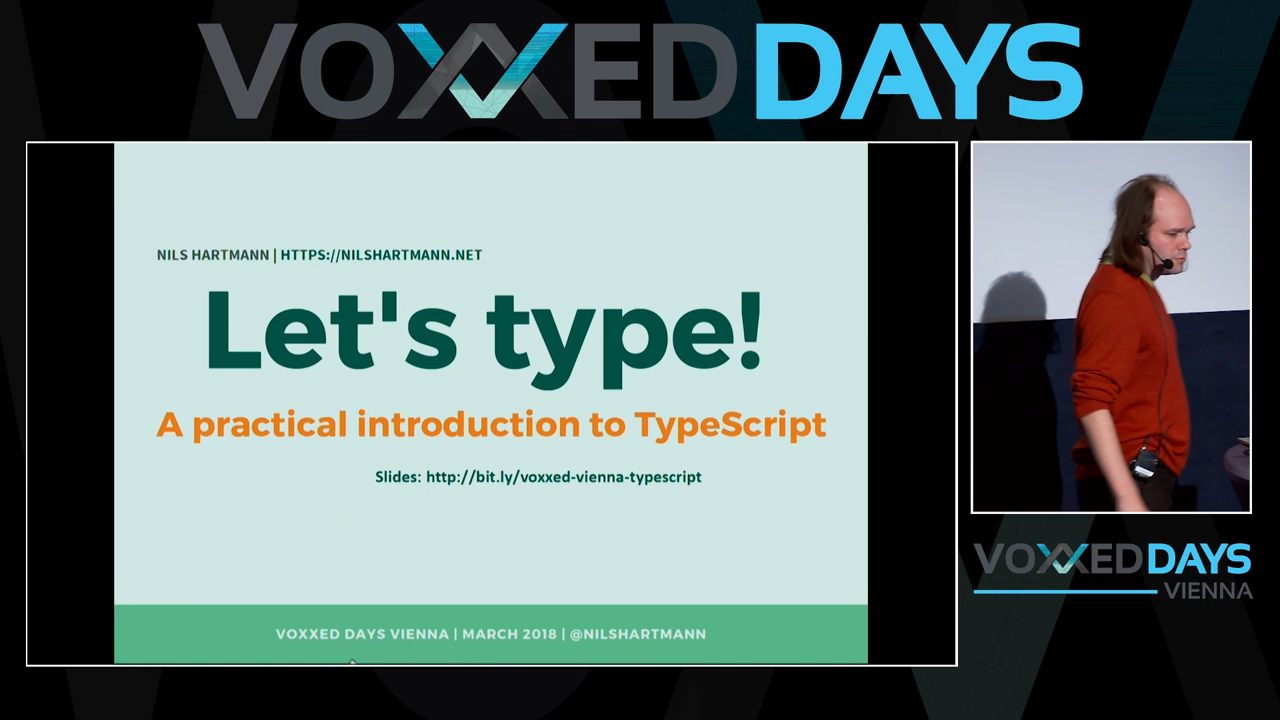 VOXXED DAYS
NILS HARTMANN | HTTPS://NILSHARTMANN.NET
Let's type!
A practical introduction to TypeScript
Slides: http://bit.ly/voxxed-vienna-typescript
VOXXED DAYS VIENNA | MARCH 2018 | @NILSHARTMANN
VOXXED DAYS
VIENNA